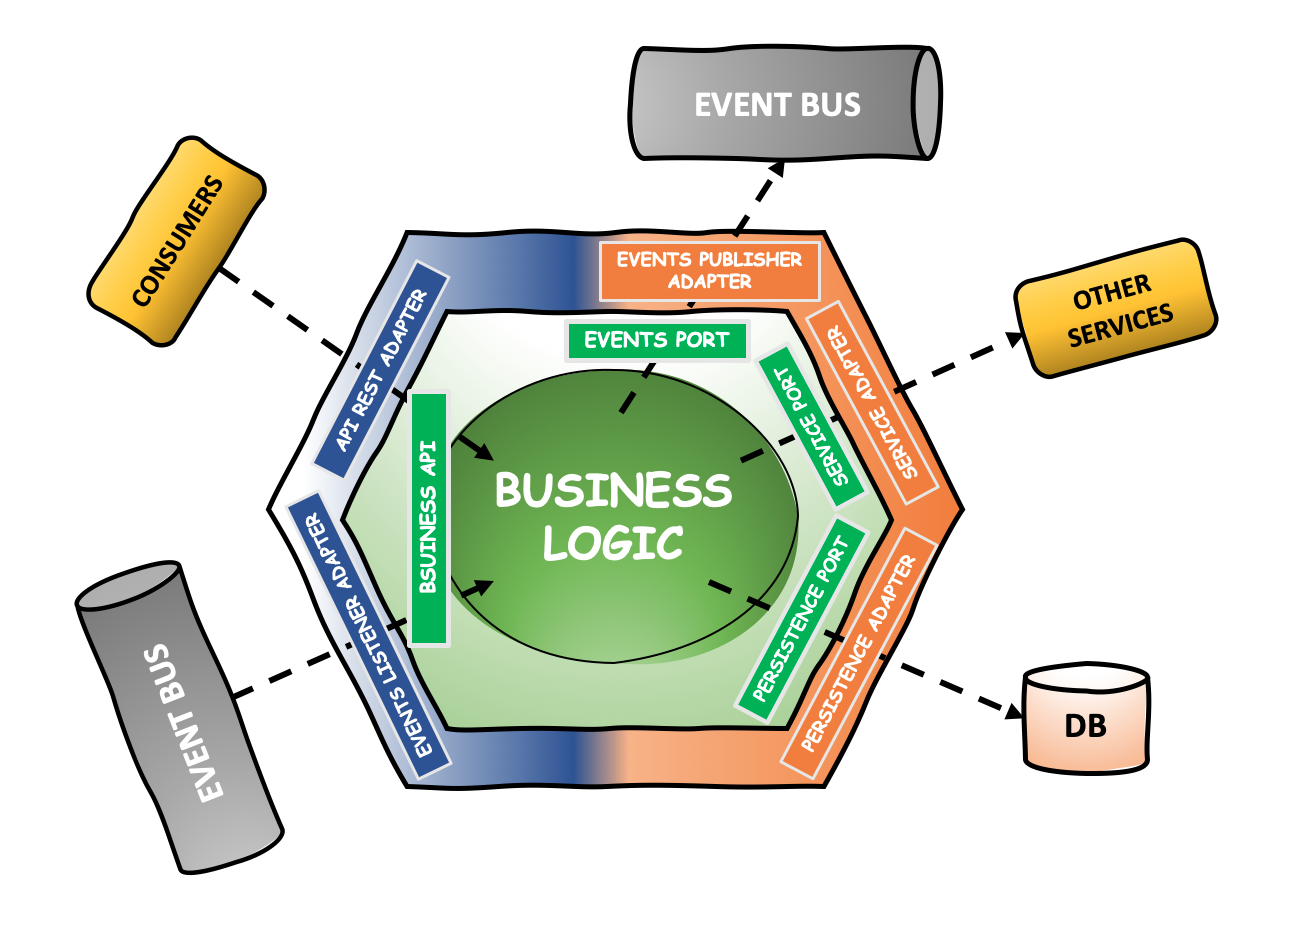 EVENT BUS
CONSUMERS
EVENTS PUBLISHER
ADAPTER
OTHER
SERVICES
API REST ADAPTER
EVENTS PORT
SERVICE ADAPTER
SERVICE PORT
BSUINESS API
BUSINESS
LOGIC
EVENTS LISTENER ADAPTER
PERSISTENCE PORT
PERSISTENCE ADAPTER
EVENT BUS
DB